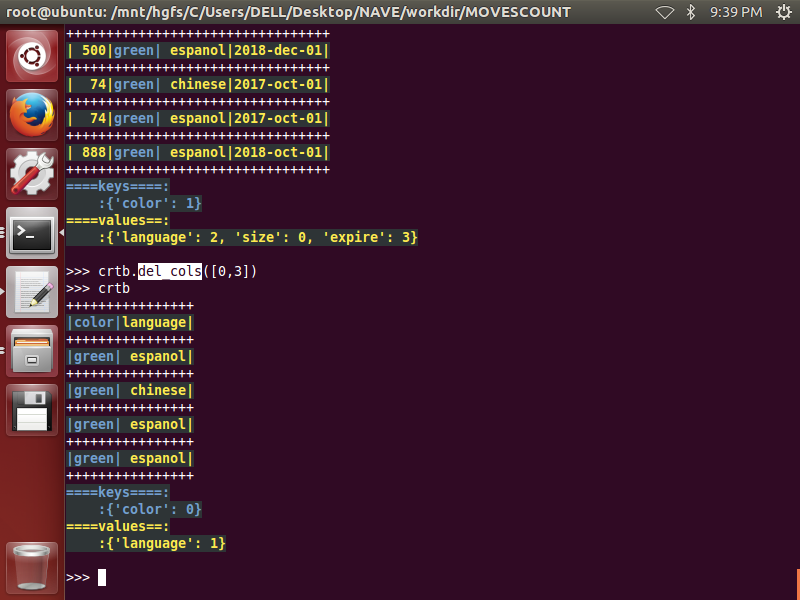 root@ubuntu: /mnt/hgfs/C/Users/DELL/Desktop/NAVE/workdir/MOVESCOUNT 9:39 PM
+++++++++++++++++++++++++++++++++
| 500|green| espanol|2018-dec-01|
+++++++++++++++++++++++++++++++++
|  74|green| chinese|2017-oct-01|
+++++++++++++++++++++++++++++++++
|  74|green| espanol|2017-oct-01|
+++++++++++++++++++++++++++++++++
| 888|green| espanol|2018-oct-01|
+++++++++++++++++++++++++++++++++
====keys====:
    :{'color': 1}
====values==:
    :{'language': 2, 'size': 0, 'expire': 3}
>>> crtb.del_cols([0,3])
>>> crtb
++++++++++++++++
|color|language|
++++++++++++++++
|green| espanol|
++++++++++++++++
|green| chinese|
++++++++++++++++
|green| espanol|
++++++++++++++++
|green| espanol|
++++++++++++++++
====keys====:
    :{'color': 0}
====values==:
    :{'language': 1}
>>>